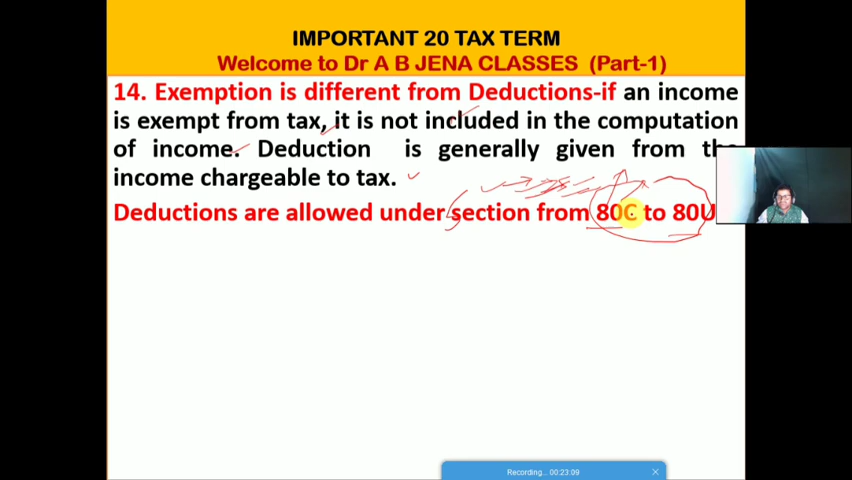 IMPORTANT 20 TAX TERM
Welcome to Dr A B JENA CLASSES (Part-1)
14. Exemption is different from Deductions-if an income
is exempt from tax, it is not included in the computation
of income. Deduction is generally given from the
income chargeable to tax.
Deductions are allowed under section from 80C to 80U
Recording... 00:23:09